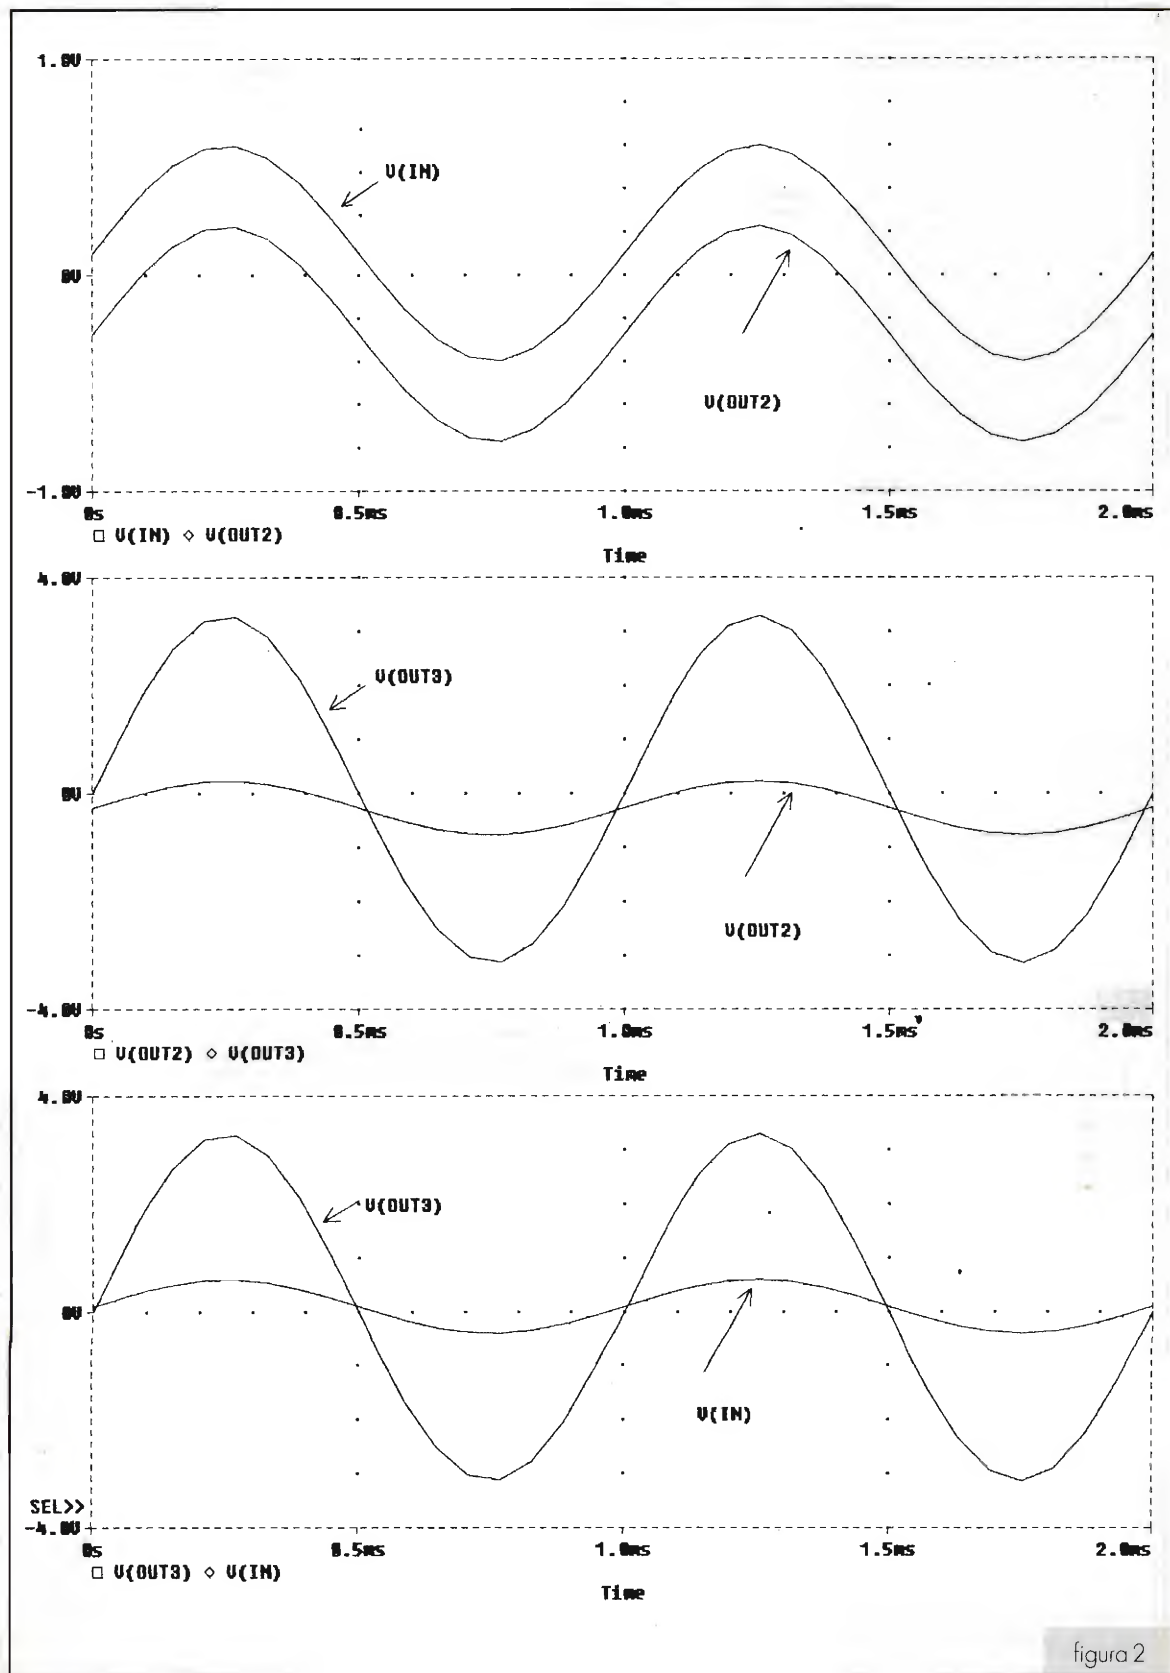 1.0V
V(IN)
0V
V(OUT2)
-1.0V
0s 0.5ms 1.0ms 1.5ms 2.0ms
□ V(IN) ◇ V(OUT2)
Time
4.0V
V(OUT3)
0V
V(OUT2)
-4.0V
0s 0.5ms 1.0ms 1.5ms 2.0ms
□ V(OUT2) ◇ V(OUT3)
Time
4.0V
V(OUT3)
0V
V(IN)
SEL>>
-4.0V
0s 0.5ms 1.0ms 1.5ms 2.0ms
□ V(OUT3) ◇ V(IN)
Time
figura 2